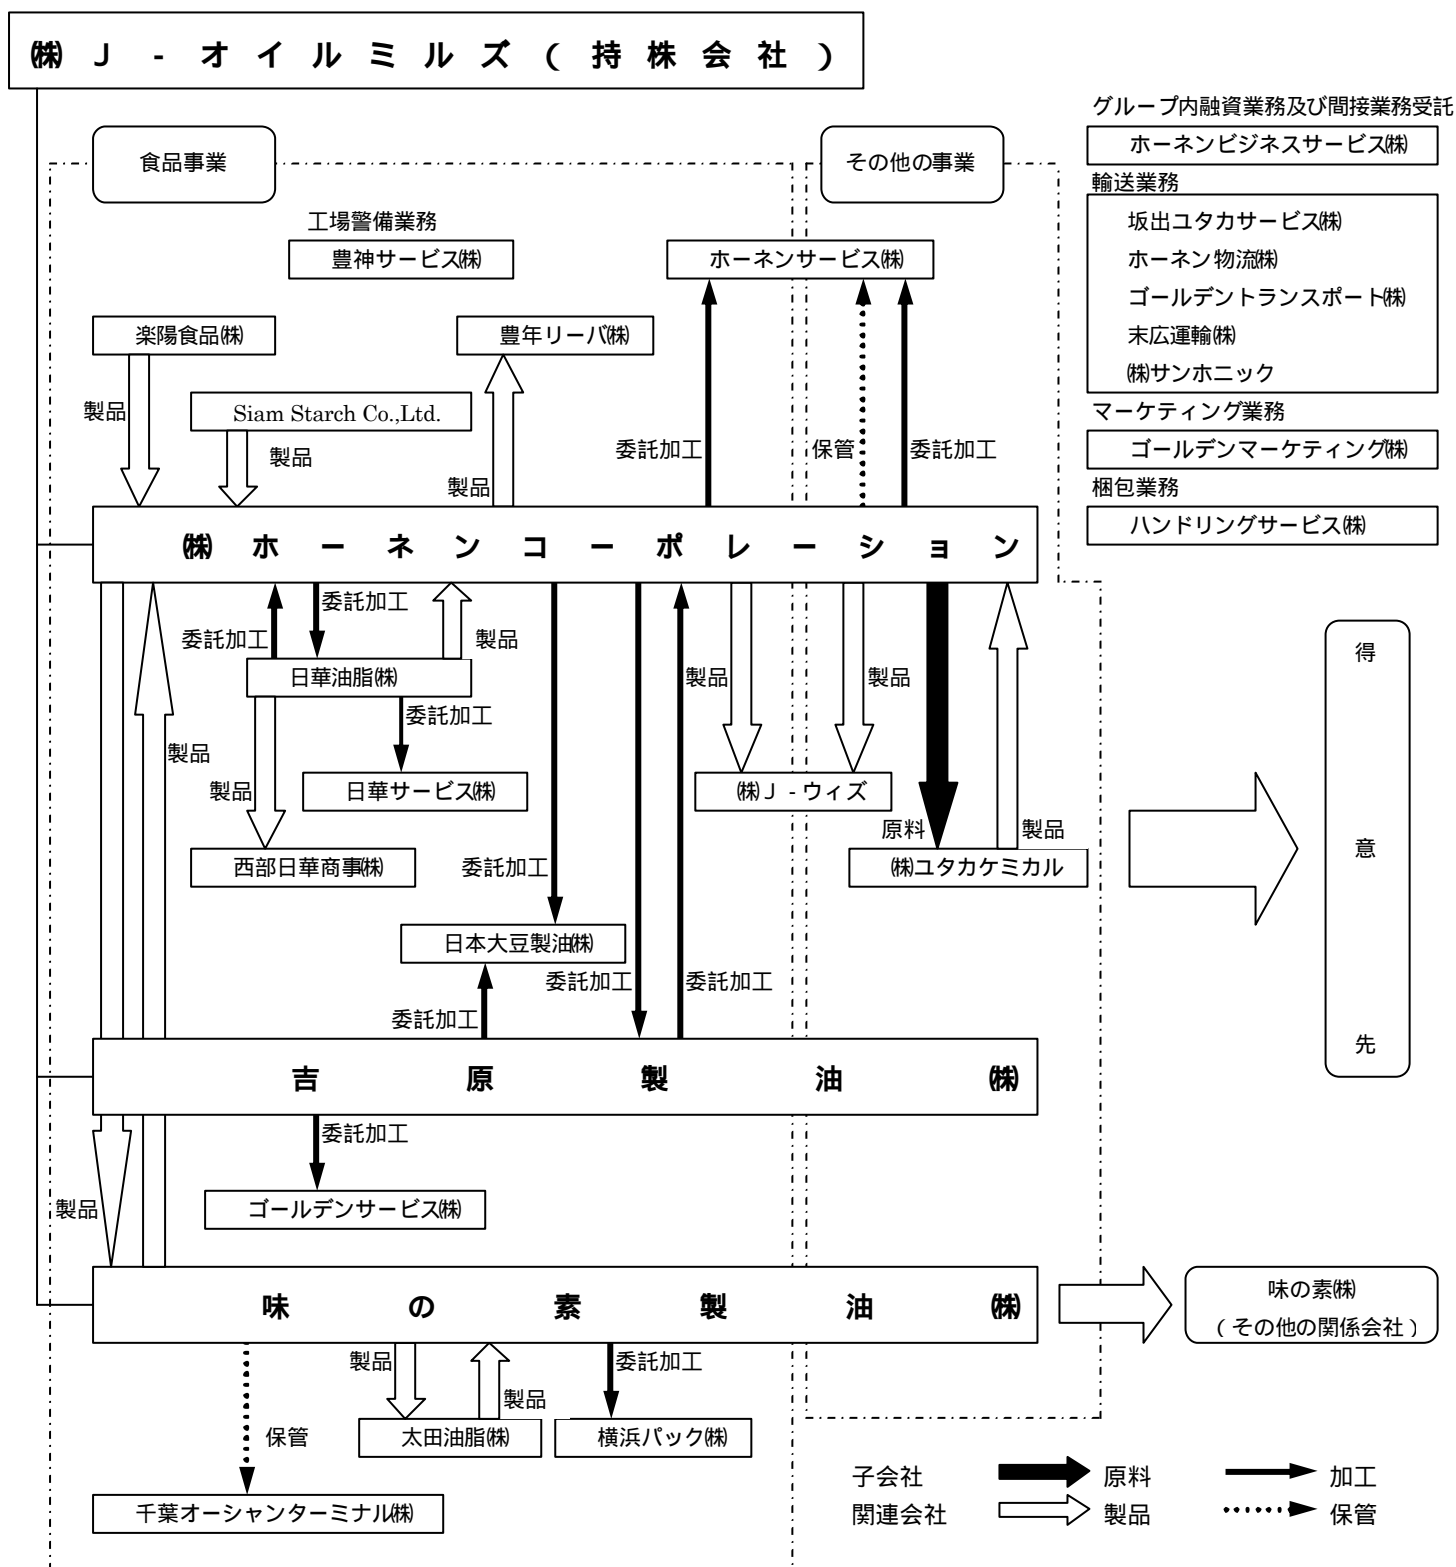 ㈱J-オイルミルズ(持株会社)
グループ内融資業務及び間接業務受託
ホーネンビジネスサービス㈱
輸送業務
坂出ユタカサービス㈱
ホーネン物流㈱
ゴールデントランスポート㈱
末広運輸㈱
㈱サンホニック
マーケティング業務
ゴールデンマーケティング㈱
梱包業務
ハンドリングサービス㈱
食品事業
その他の事業
工場警備業務
豊神サービス㈱
ホーネンサービス㈱
楽陽食品㈱
豊年リーバ㈱
製品
Siam Starch Co.,Ltd.
製品
製品
委託加工
保管
委託加工
㈱ホーネンコーポレーション
委託加工
委託加工
製品
日華油脂㈱
委託加工
製品
製品
製品
製品
日華サービス㈱
㈱J-ウィズ
原料
製品
西部日華商事㈱
委託加工
㈱ユタカケミカル
日本大豆製油㈱
委託加工
委託加工
委託加工
得意先
吉原製油㈱
委託加工
製品
ゴールデンサービス㈱
味の素製油㈱
味の素㈱
(その他の関係会社)
製品
製品
委託加工
保管
太田油脂㈱
横浜パック㈱
千葉オーシャンターミナル㈱
子会社
原料
加工
関連会社
製品
保管